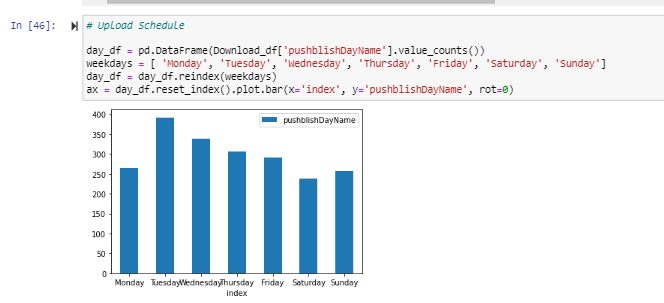 In [46]:
# Upload Schedule
day_df = pd.DataFrame(Download_df['pushblishDayName'].value_counts())
weekdays = [ 'Monday', 'Tuesday', 'Wednesday', 'Thursday', 'Friday', 'Saturday', 'Sunday']
day_df = day_df.reindex(weekdays)
ax = day_df.reset_index().plot.bar(x='index', y='pushblishDayName', rot=0)
pushblishDayName
400
350
300
250
200
150
100
50
0
Monday Tuesday Wednesday Thursday Friday Saturday Sunday
index